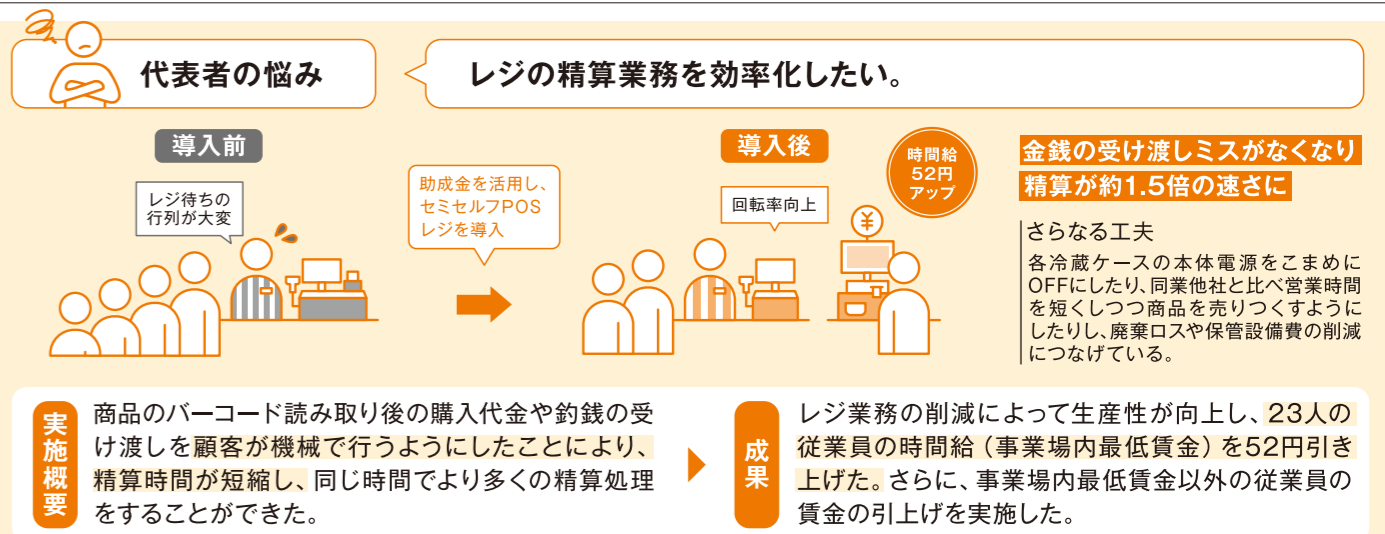 代表者の悩み
レジの精算業務を効率化したい。
導入前
レジ待ちの
行列が大変
助成金を活用し、
セミセルフPOS
レジを導入
導入後
回転率向上
時間給
52円
アップ
¥
金銭の受け渡しミスがなくなり
精算が約1.5倍の速さに
さらなる工夫
各冷蔵ケースの本体電源をこまめに
OFFにしたり、同業他社と比べ営業時間
を短くしつつ商品を売りつくすように
したりし、廃棄ロスや保管設備費の削減
につなげている。
実施概要
商品のバーコード読み取り後の購入代金や釣銭の受
け渡しを顧客が機械で行うようにしたことにより、
精算時間が短縮し、同じ時間でより多くの精算処理
をすることができた。
成果
レジ業務の削減によって生産性が向上し、23人の
従業員の時間給（事業場内最低賃金）を52円引き
上げた。さらに、事業場内最低賃金以外の従業員の
賃金の引上げを実施した。